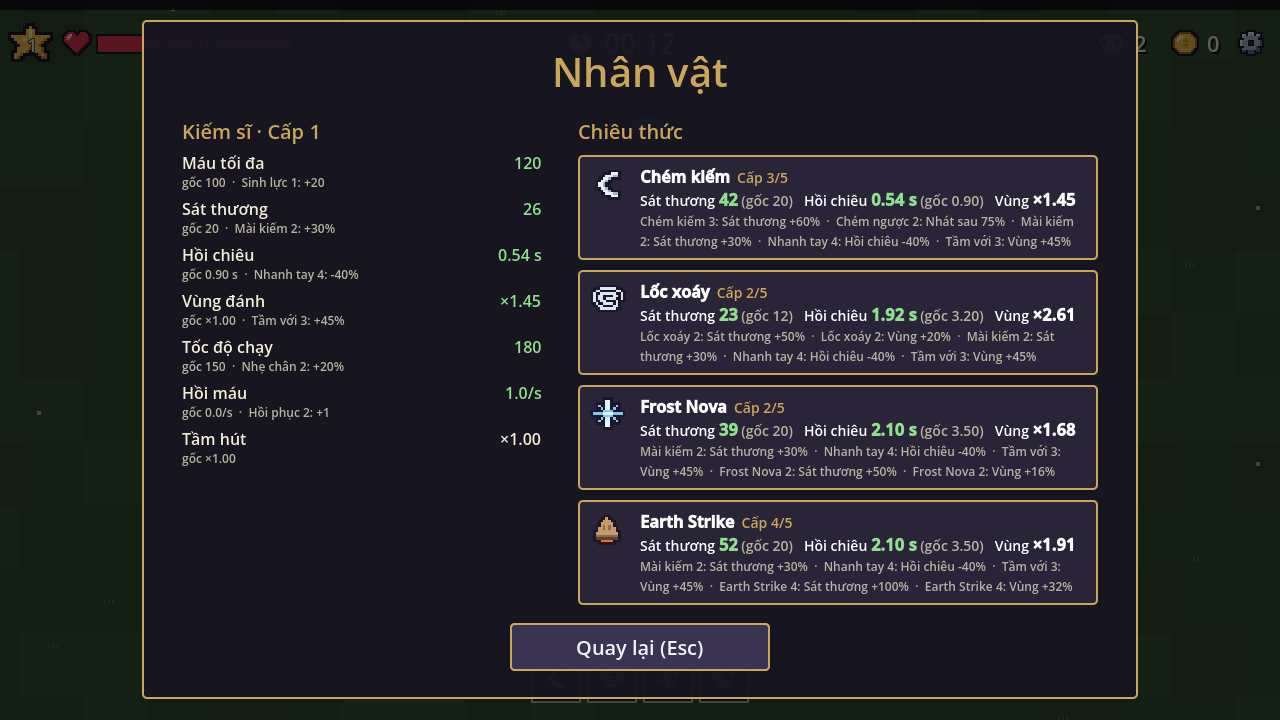 1
00:12
2
0
Nhân vật
Kiếm sĩ · Cấp 1
Máu tối đa 120
gốc 100 · Sinh lực 1: +20
Sát thương 26
gốc 20 · Mài kiếm 2: +30%
Hồi chiêu 0.54 s
gốc 0.90 s · Nhanh tay 4: -40%
Vùng đánh ×1.45
gốc ×1.00 · Tầm với 3: +45%
Tốc độ chạy 180
gốc 150 · Nhẹ chân 2: +20%
Hồi máu 1.0/s
gốc 0.0/s · Hồi phục 2: +1
Tầm hút ×1.00
gốc ×1.00
Chiêu thức
Chém kiếm Cấp 3/5
Sát thương 42 (gốc 20) Hồi chiêu 0.54 s (gốc 0.90) Vùng ×1.45
Chém kiếm 3: Sát thương +60% · Chém ngược 2: Nhát sau 75% · Mài kiếm
2: Sát thương +30% · Nhanh tay 4: Hồi chiêu -40% · Tầm với 3: Vùng +45%
Lốc xoáy Cấp 2/5
Sát thương 23 (gốc 12) Hồi chiêu 1.92 s (gốc 3.20) Vùng ×2.61
Lốc xoáy 2: Sát thương +50% · Lốc xoáy 2: Vùng +20% · Mài kiếm 2: Sát
thương +30% · Nhanh tay 4: Hồi chiêu -40% · Tầm với 3: Vùng +45%
Frost Nova Cấp 2/5
Sát thương 39 (gốc 20) Hồi chiêu 2.10 s (gốc 3.50) Vùng ×1.68
Mài kiếm 2: Sát thương +30% · Nhanh tay 4: Hồi chiêu -40% · Tầm với 3:
Vùng +45% · Frost Nova 2: Sát thương +50% · Frost Nova 2: Vùng +16%
Earth Strike Cấp 4/5
Sát thương 52 (gốc 20) Hồi chiêu 2.10 s (gốc 3.50) Vùng ×1.91
Mài kiếm 2: Sát thương +30% · Nhanh tay 4: Hồi chiêu -40% · Tầm với 3:
Vùng +45% · Earth Strike 4: Sát thương +100% · Earth Strike 4: Vùng +32%
Quay lại (Esc)